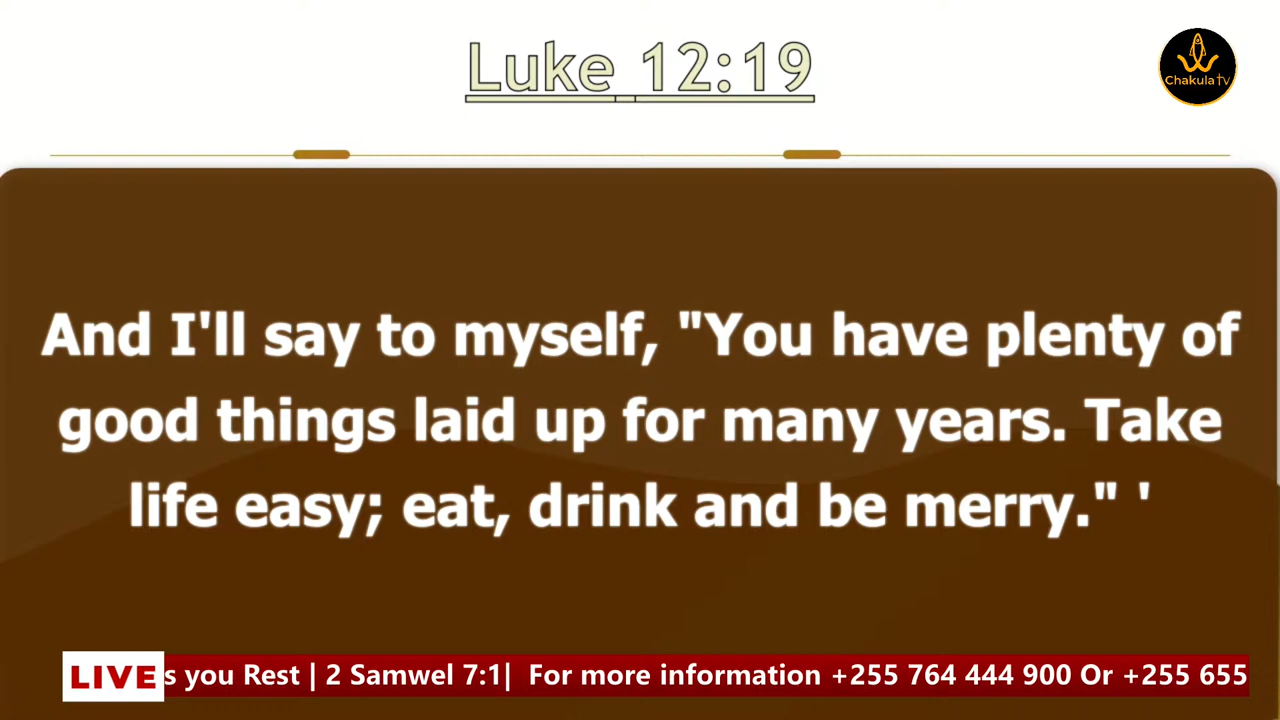 Luke 12:19
Chakula TV
And I'll say to myself, "You have plenty of
good things laid up for many years. Take
life easy; eat, drink and be merry." '
LIVE s you Rest | 2 Samwel 7:1| For more information +255 764 444 900 Or +255 655